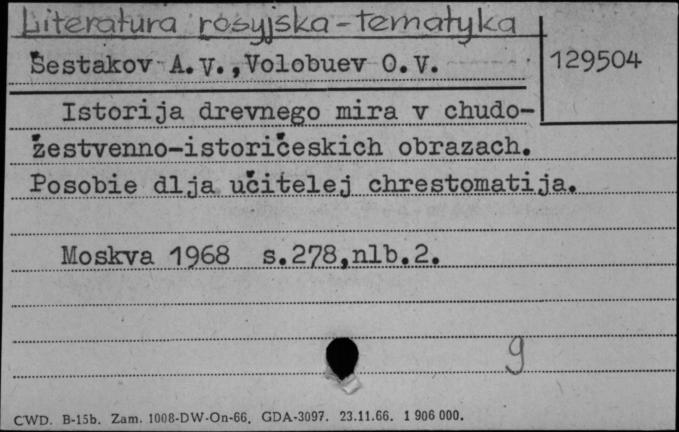 Literatura rosyjska-tematyka
Šestakov A.V.,Volobuev O.V.
129504
Istorija drevnego mira v chudo-
žestvenno-istoričeskich obrazach.
Posobie dlja učitelej chrestomatija.
Moskva 1968 s.278,nlb.2.
9
CWD. B-15b. Zam. 1008-DW-On-66. GDA-3097. 23.11.66. 1 906 000.